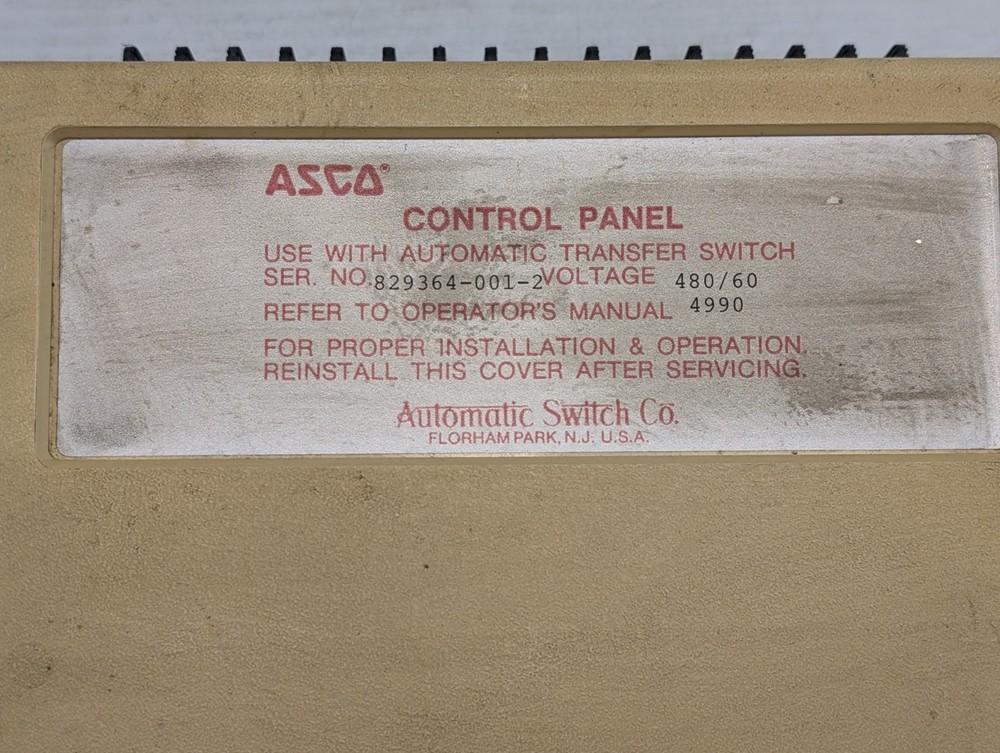 ASCO®
CONTROL PANEL
USE WITH AUTOMATIC TRANSFER SWITCH
SER. NO. 829364-001-2 VOLTAGE 480/60
REFER TO OPERATOR'S MANUAL 4990
FOR PROPER INSTALLATION & OPERATION.
REINSTALL THIS COVER AFTER SERVICING.
Automatic Switch Co.
FLORHAM PARK, N.J. U.S.A.